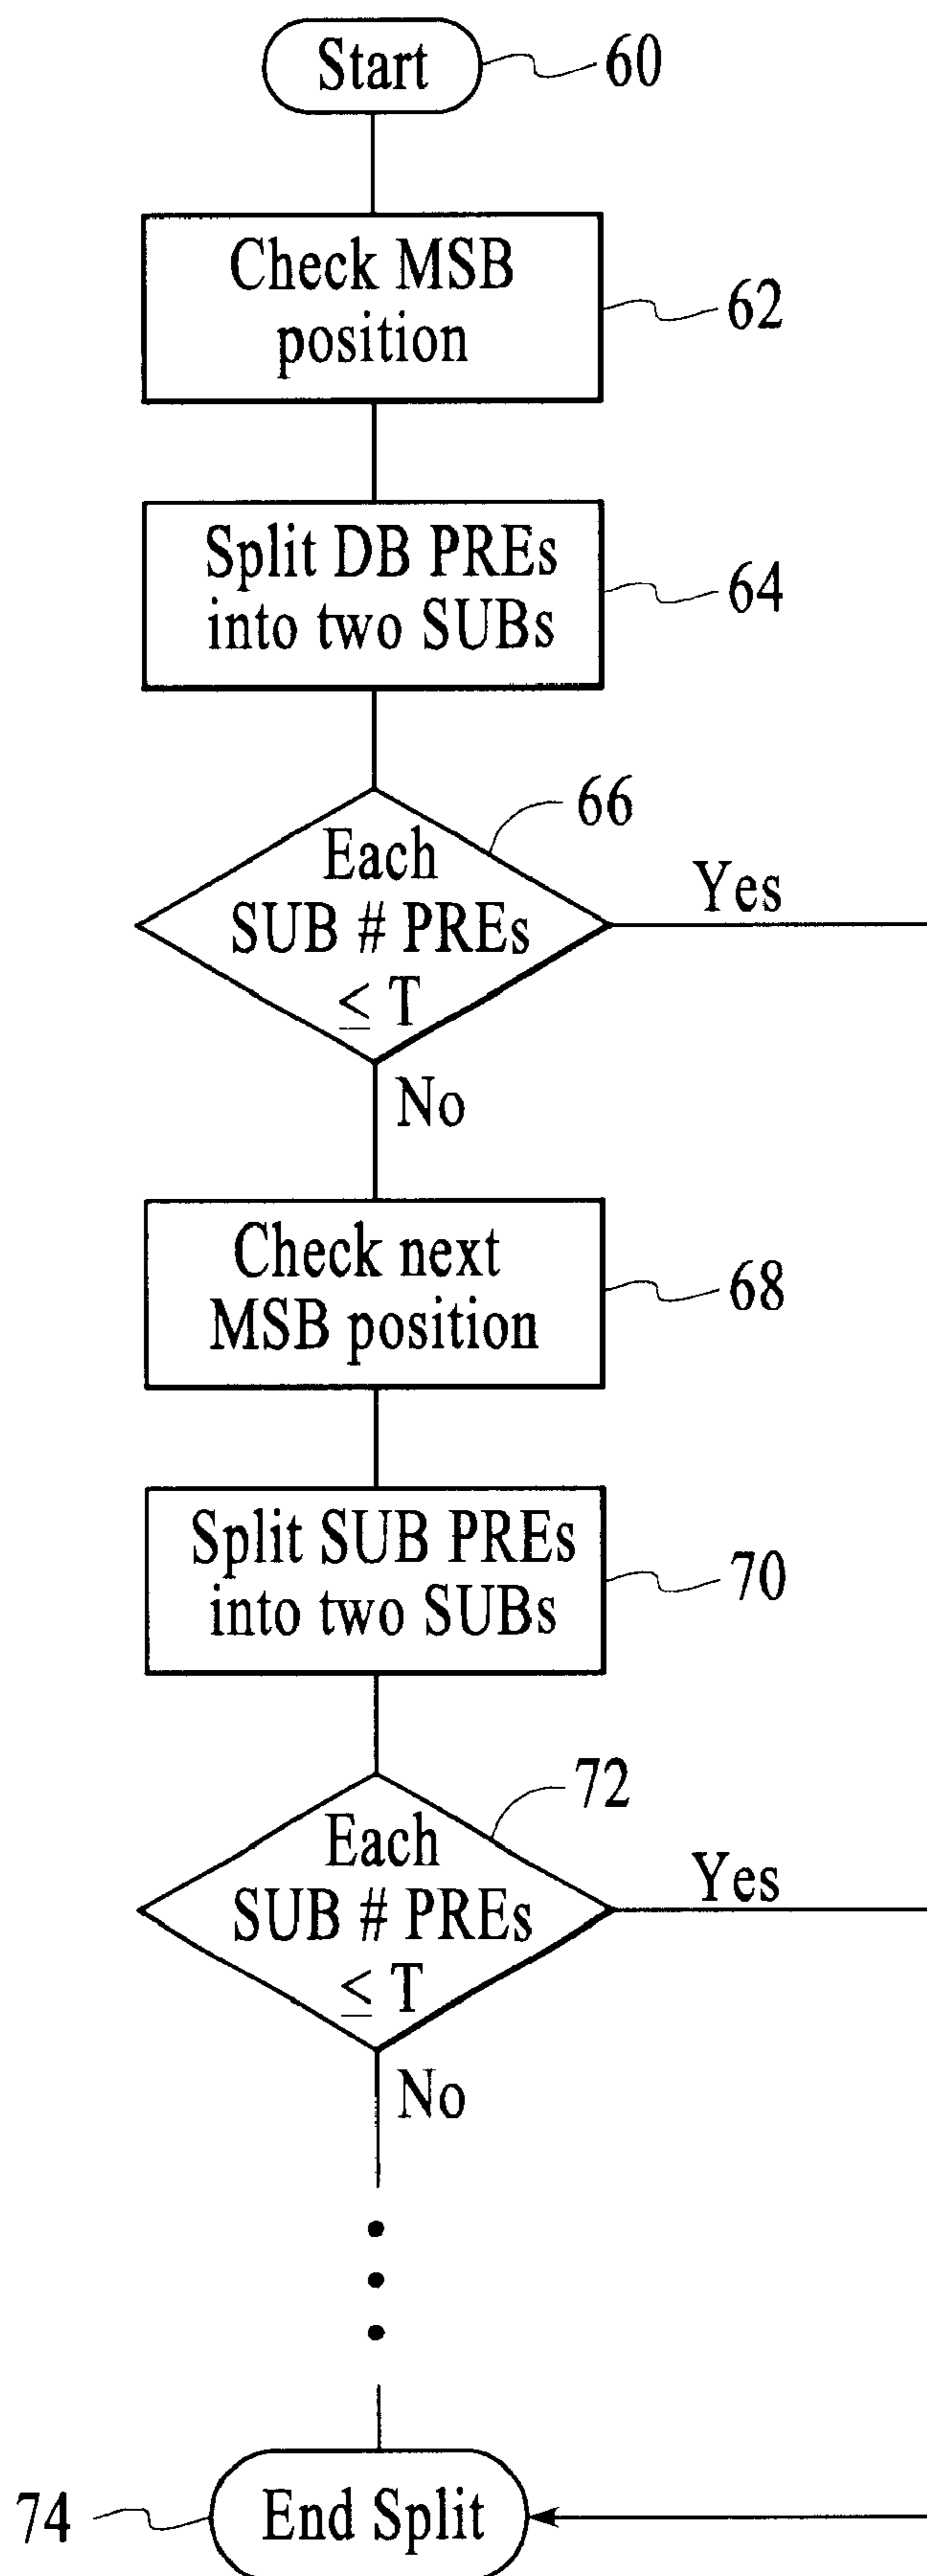 Start
60
Check MSB
position
62
Split DB PREs
into two SUBs
64
66
Each
SUB # PREs
≤ T
Yes
No
Check next
MSB position
68
Split SUB PREs
into two SUBs
70
72
Each
SUB # PREs
≤ T
Yes
No
74
End Split